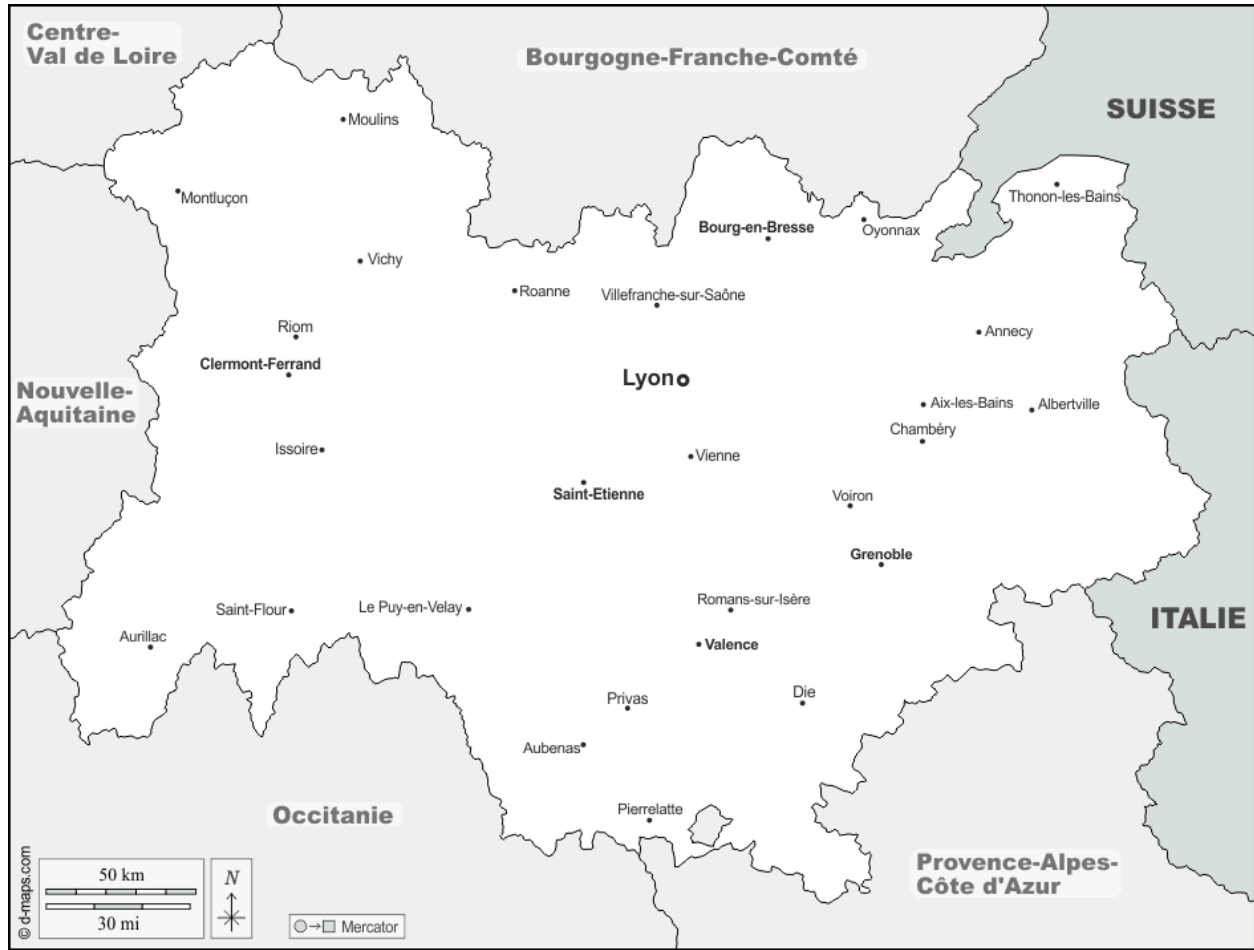 Centre-
Val de Loire
Bourgogne-Franche-Comté
SUISSE
Moulins
Montluçon
Thonon-les-Bains
Bourg-en-Bresse
Oyonnax
Vichy
Roanne
Villefranche-sur-Saône
Riom
Annecy
Clermont-Ferrand
Lyon
Nouvelle-
Aquitaine
Aix-les-Bains
Albertville
Chambéry
Issoire
Vienne
Saint-Etienne
Voiron
Grenoble
Saint-Flour
Le Puy-en-Velay
Romans-sur-Isère
ITALIE
Aurillac
Valence
Privas
Die
Aubenas
Pierrelatte
Occitanie
Provence-Alpes-
Côte d'Azur
© d-maps.com
50 km
30 mi
N
Mercator